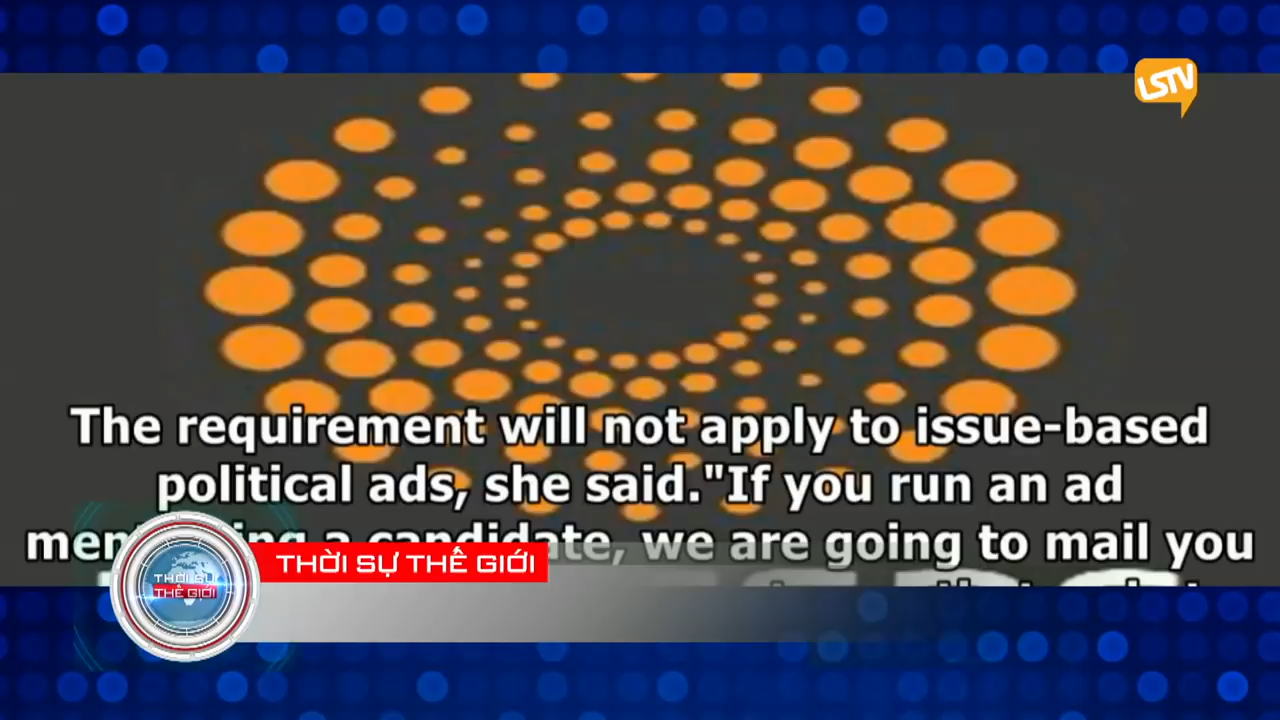 LSTV
The requirement will not apply to issue-based
political ads, she said."If you run an ad
a candidate, we are going to mail you
THỜI SỰ THẾ GIỚI
THỜI SỰ
THẾ GIỚI